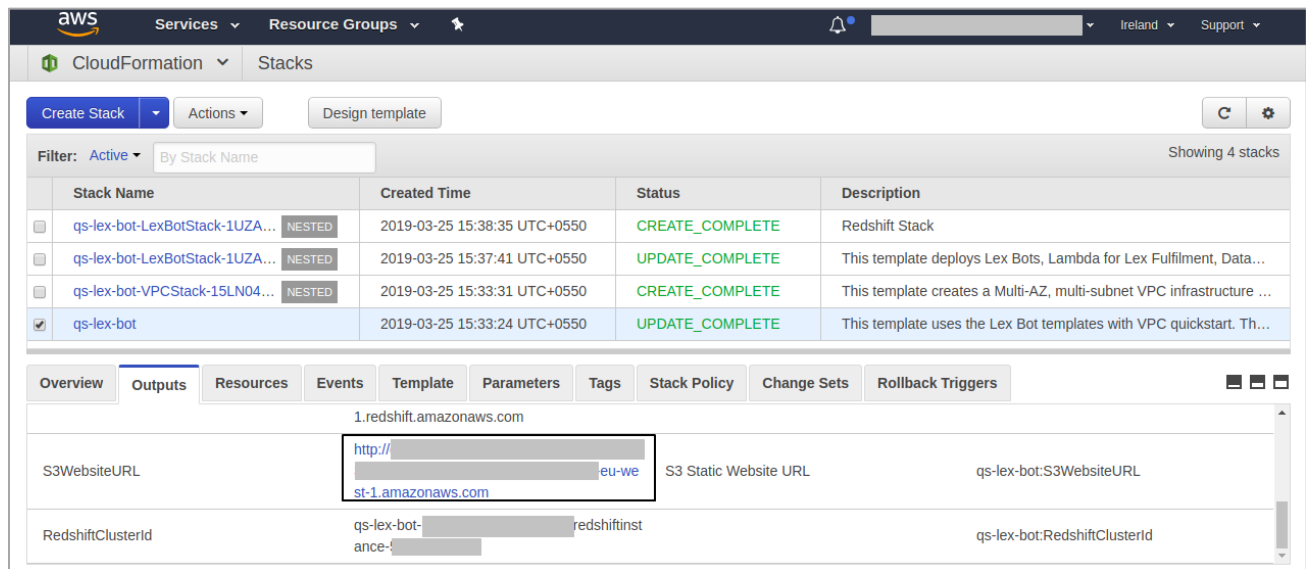 aws
Services Resource Groups Ireland Support
CloudFormation Stacks
Create Stack Actions Design template
Filter: Active By Stack Name Showing 4 stacks
Stack Name Created Time Status Description
qs-lex-bot-LexBotStack-1UZA… NESTED 2019-03-25 15:38:35 UTC+0550 CREATE_COMPLETE Redshift Stack
qs-lex-bot-LexBotStack-1UZA… NESTED 2019-03-25 15:37:41 UTC+0550 UPDATE_COMPLETE This template deploys Lex Bots, Lambda for Lex Fulfilment, Data…
qs-lex-bot-VPCStack-15LN04… NESTED 2019-03-25 15:33:31 UTC+0550 CREATE_COMPLETE This template creates a Multi-AZ, multi-subnet VPC infrastructure …
qs-lex-bot 2019-03-25 15:33:24 UTC+0550 UPDATE_COMPLETE This template uses the Lex Bot templates with VPC quickstart. Th…
Overview Outputs Resources Events Template Parameters Tags Stack Policy Change Sets Rollback Triggers
1.redshift.amazonaws.com
http://
S3WebsiteURL eu-we S3 Static Website URL qs-lex-bot:S3WebsiteURL
st-1.amazonaws.com
qs-lex-bot- redshiftinst
RedshiftClusterId qs-lex-bot:RedshiftClusterId
ance-